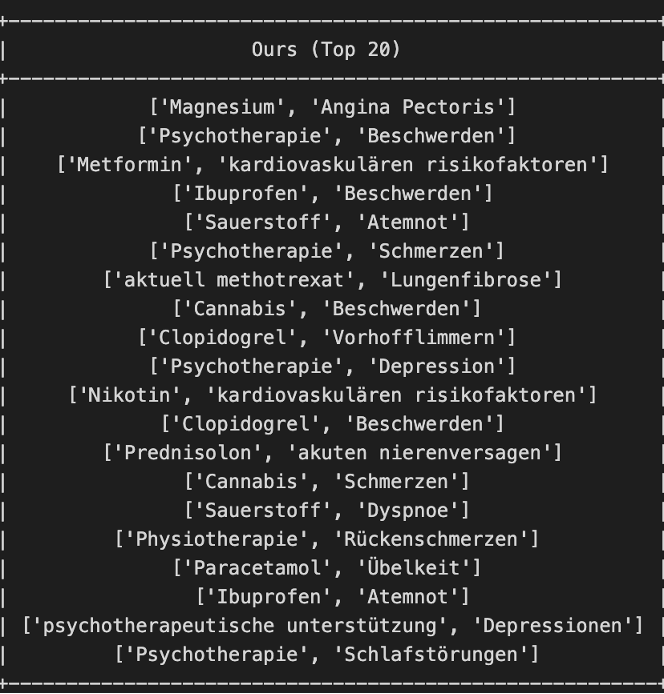 Ours (Top 20)
['Magnesium', 'Angina Pectoris']
['Psychotherapie', 'Beschwerden']
['Metformin', 'kardiovaskulären risikofaktoren']
['Ibuprofen', 'Beschwerden']
['Sauerstoff', 'Atemnot']
['Psychotherapie', 'Schmerzen']
['aktuell methotrexat', 'Lungenfibrose']
['Cannabis', 'Beschwerden']
['Clopidogrel', 'Vorhofflimmern']
['Psychotherapie', 'Depression']
['Nikotin', 'kardiovaskulären risikofaktoren']
['Clopidogrel', 'Beschwerden']
['Prednisolon', 'akuten nierenversagen']
['Cannabis', 'Schmerzen']
['Sauerstoff', 'Dyspnoe']
['Physiotherapie', 'Rückenschmerzen']
['Paracetamol', 'Übelkeit']
['Ibuprofen', 'Atemnot']
['psychotherapeutische unterstützung', 'Depressionen']
['Psychotherapie', 'Schlafstörungen']